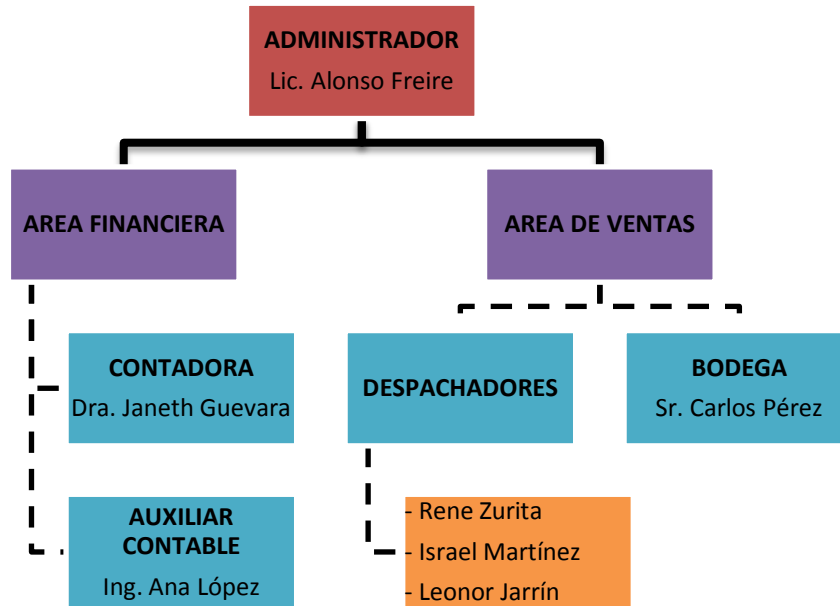 ADMINISTRADOR
Lic. Alonso Freire
AREA FINANCIERA
AREA DE VENTAS
CONTADORA
Dra. Janeth Guevara
DESPACHADORES
BODEGA
Sr. Carlos Pérez
AUXILIAR
CONTABLE
Ing. Ana López
- Rene Zurita
- Israel Martínez
- Leonor Jarrín